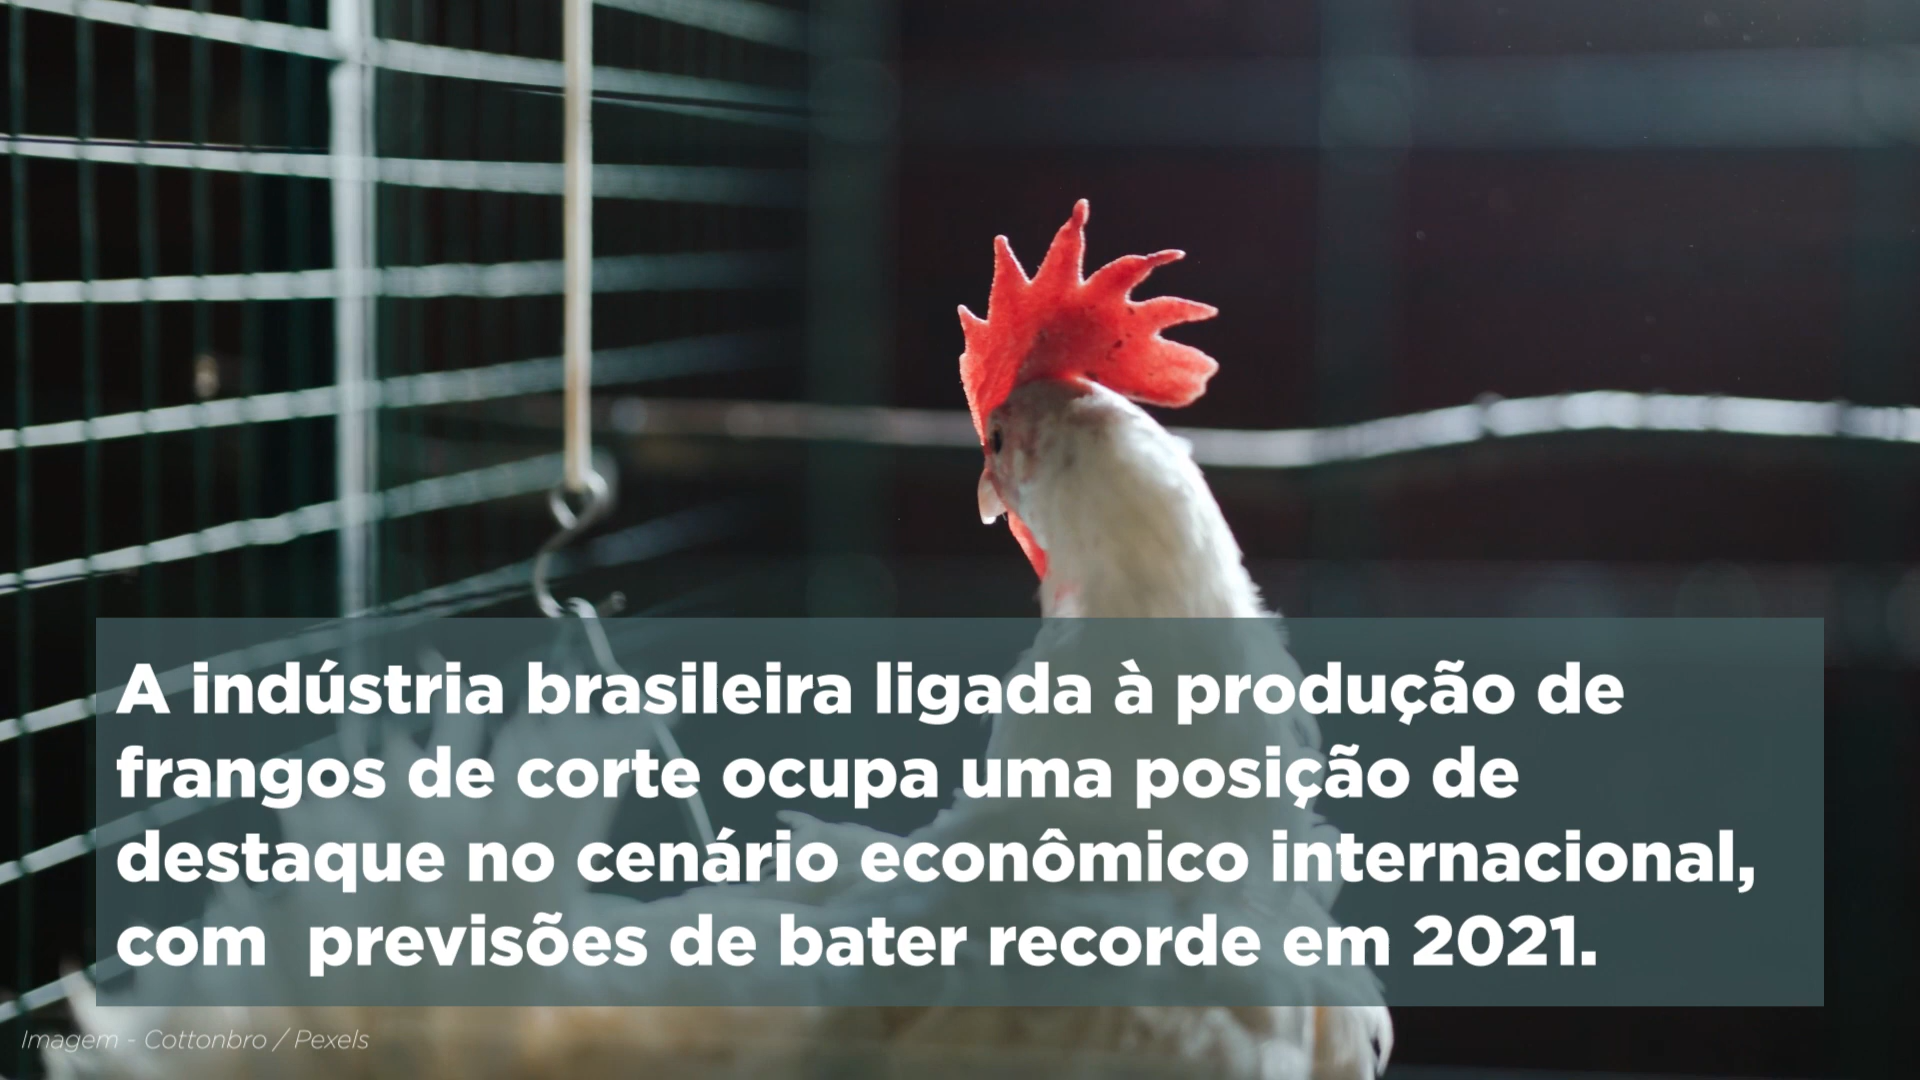 A indústria brasileira ligada à produção de
frangos de corte ocupa uma posição de
destaque no cenário econômico internacional,
com  previsões de bater recorde em 2021.
Imagem - Cottonbro / Pexels